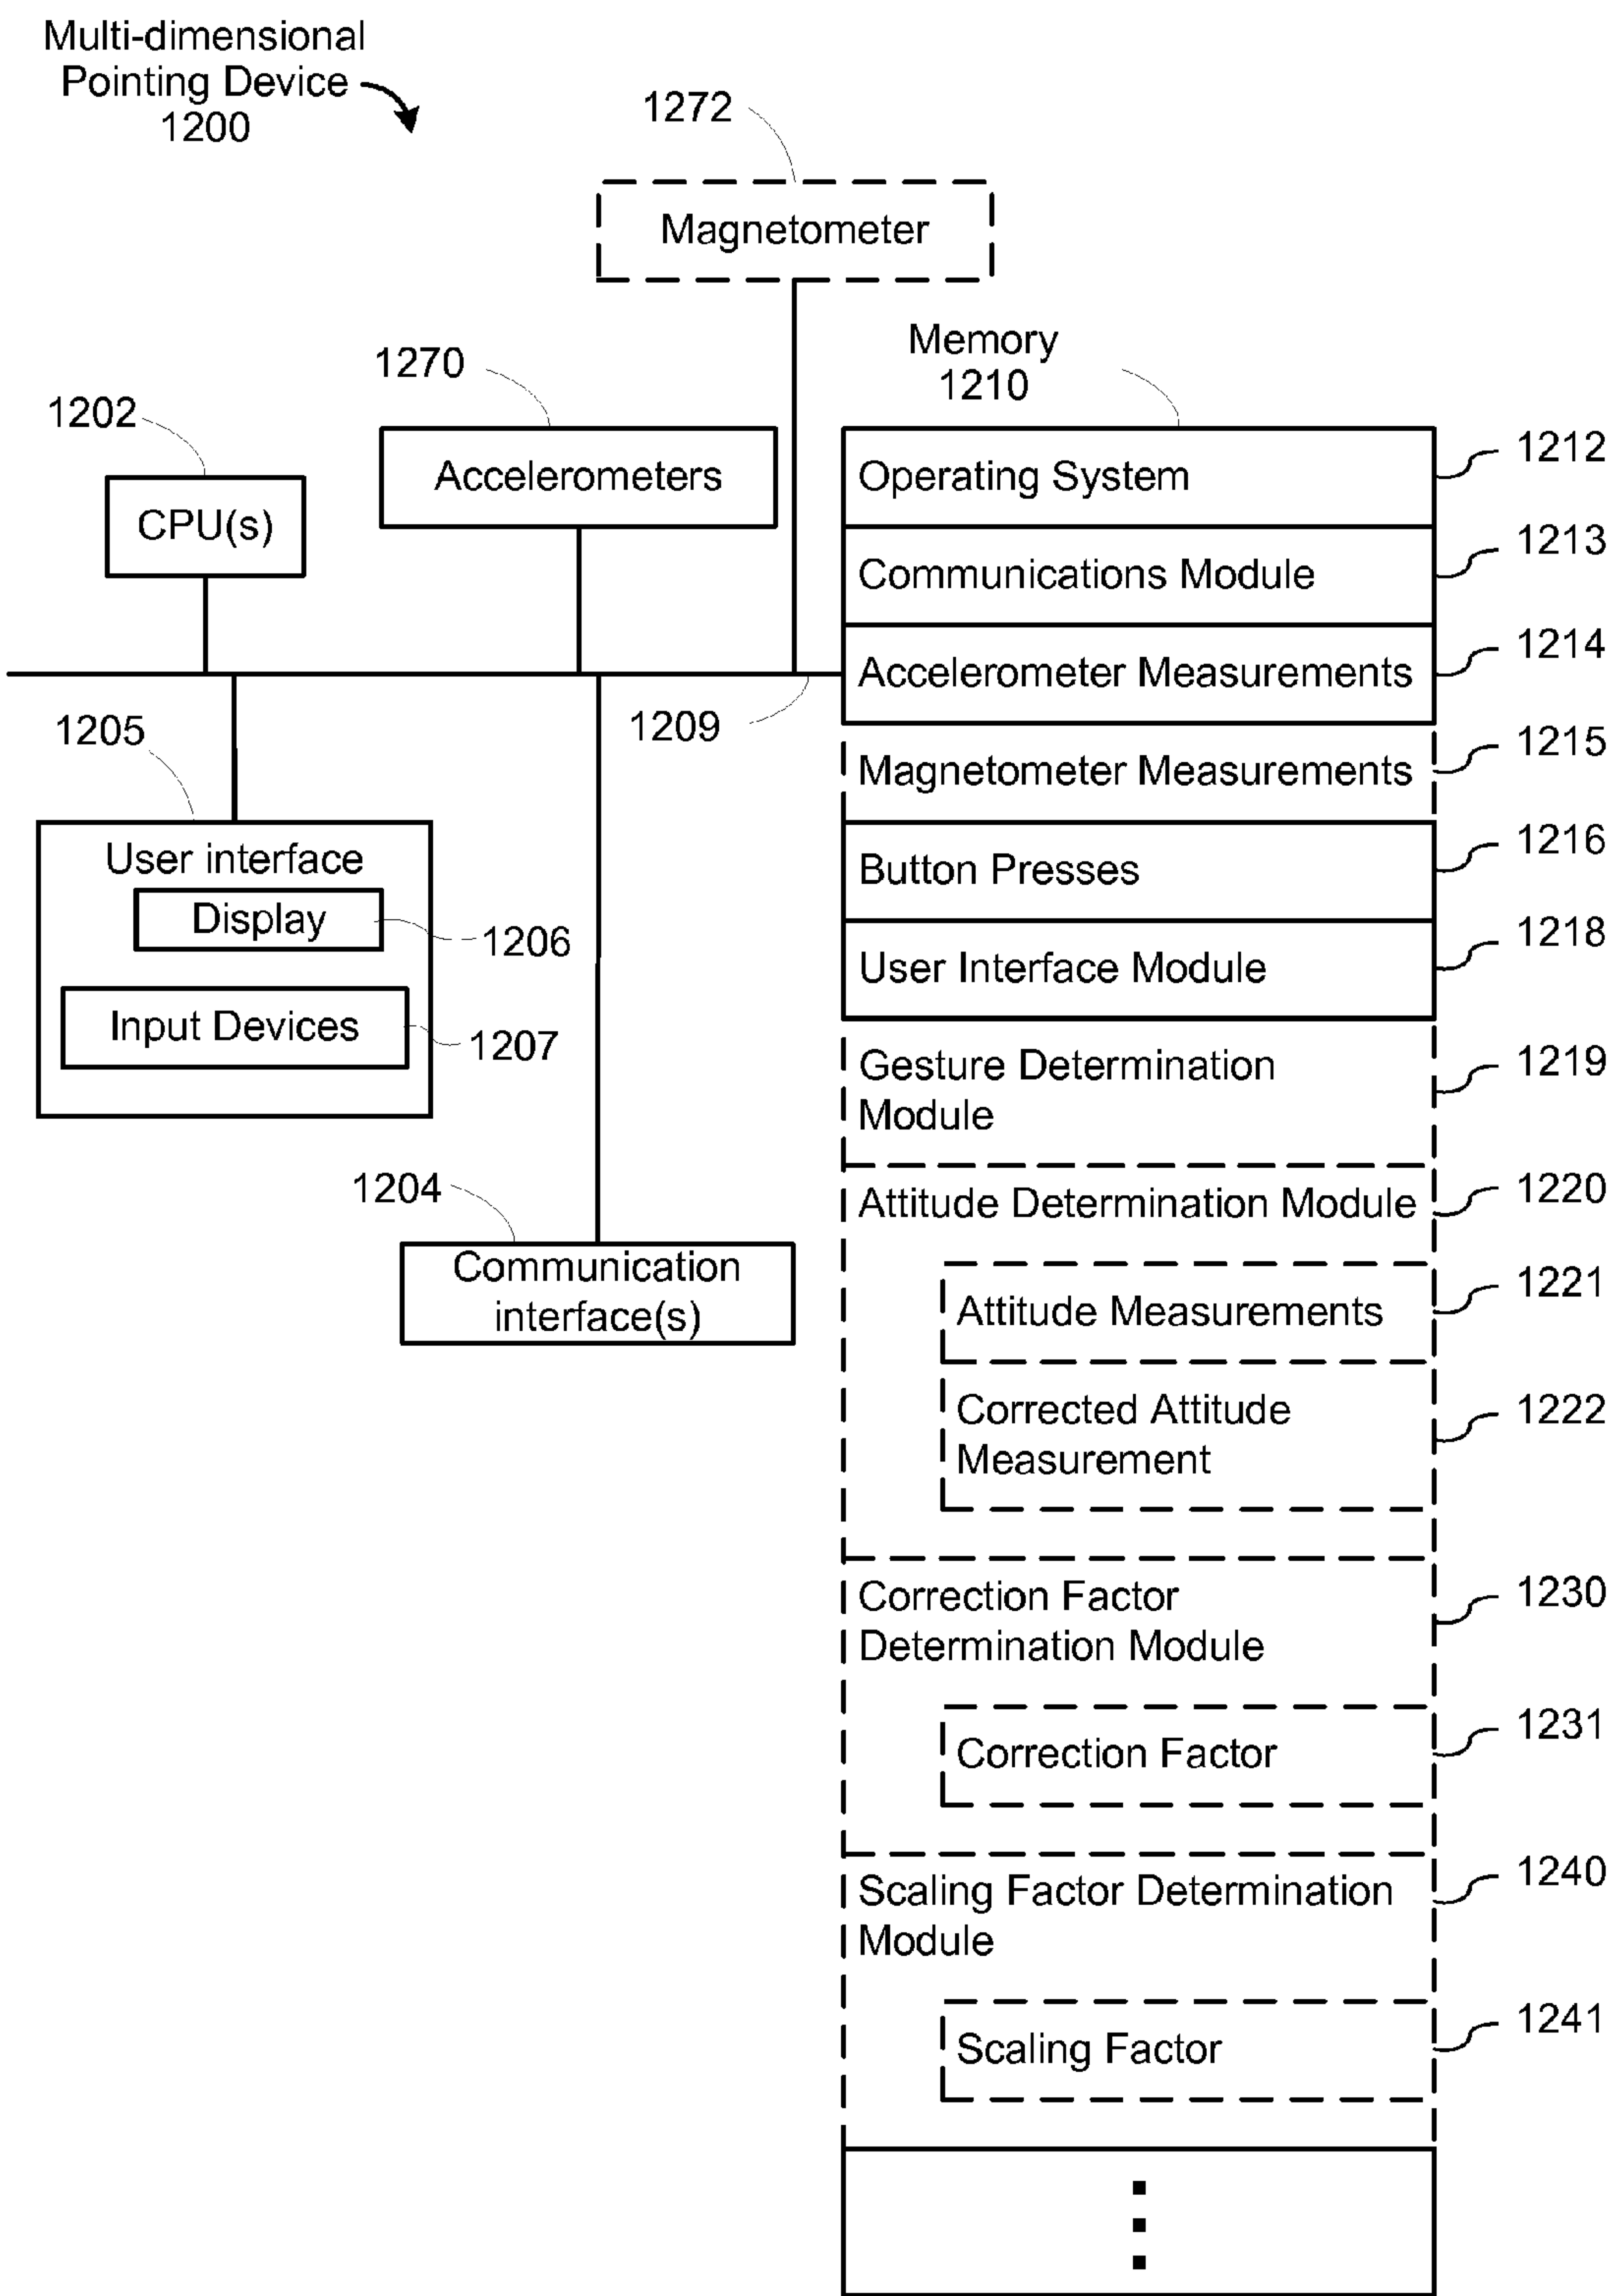 Multi-dimensional
Pointing Device
1200
1272
Magnetometer
Memory
1210
1270
Accelerometers
1202
CPU(s)
1209
1205
User interface
Display
1206
Input Devices
1207
1204
Communication
interface(s)
Operating System
1212
Communications Module
1213
Accelerometer Measurements
1214
Magnetometer Measurements
1215
Button Presses
1216
User Interface Module
1218
Gesture Determination
Module
1219
Attitude Determination Module
1220
Attitude Measurements
1221
Corrected Attitude
Measurement
1222
Correction Factor
Determination Module
1230
Correction Factor
1231
Scaling Factor Determination
Module
1240
Scaling Factor
1241